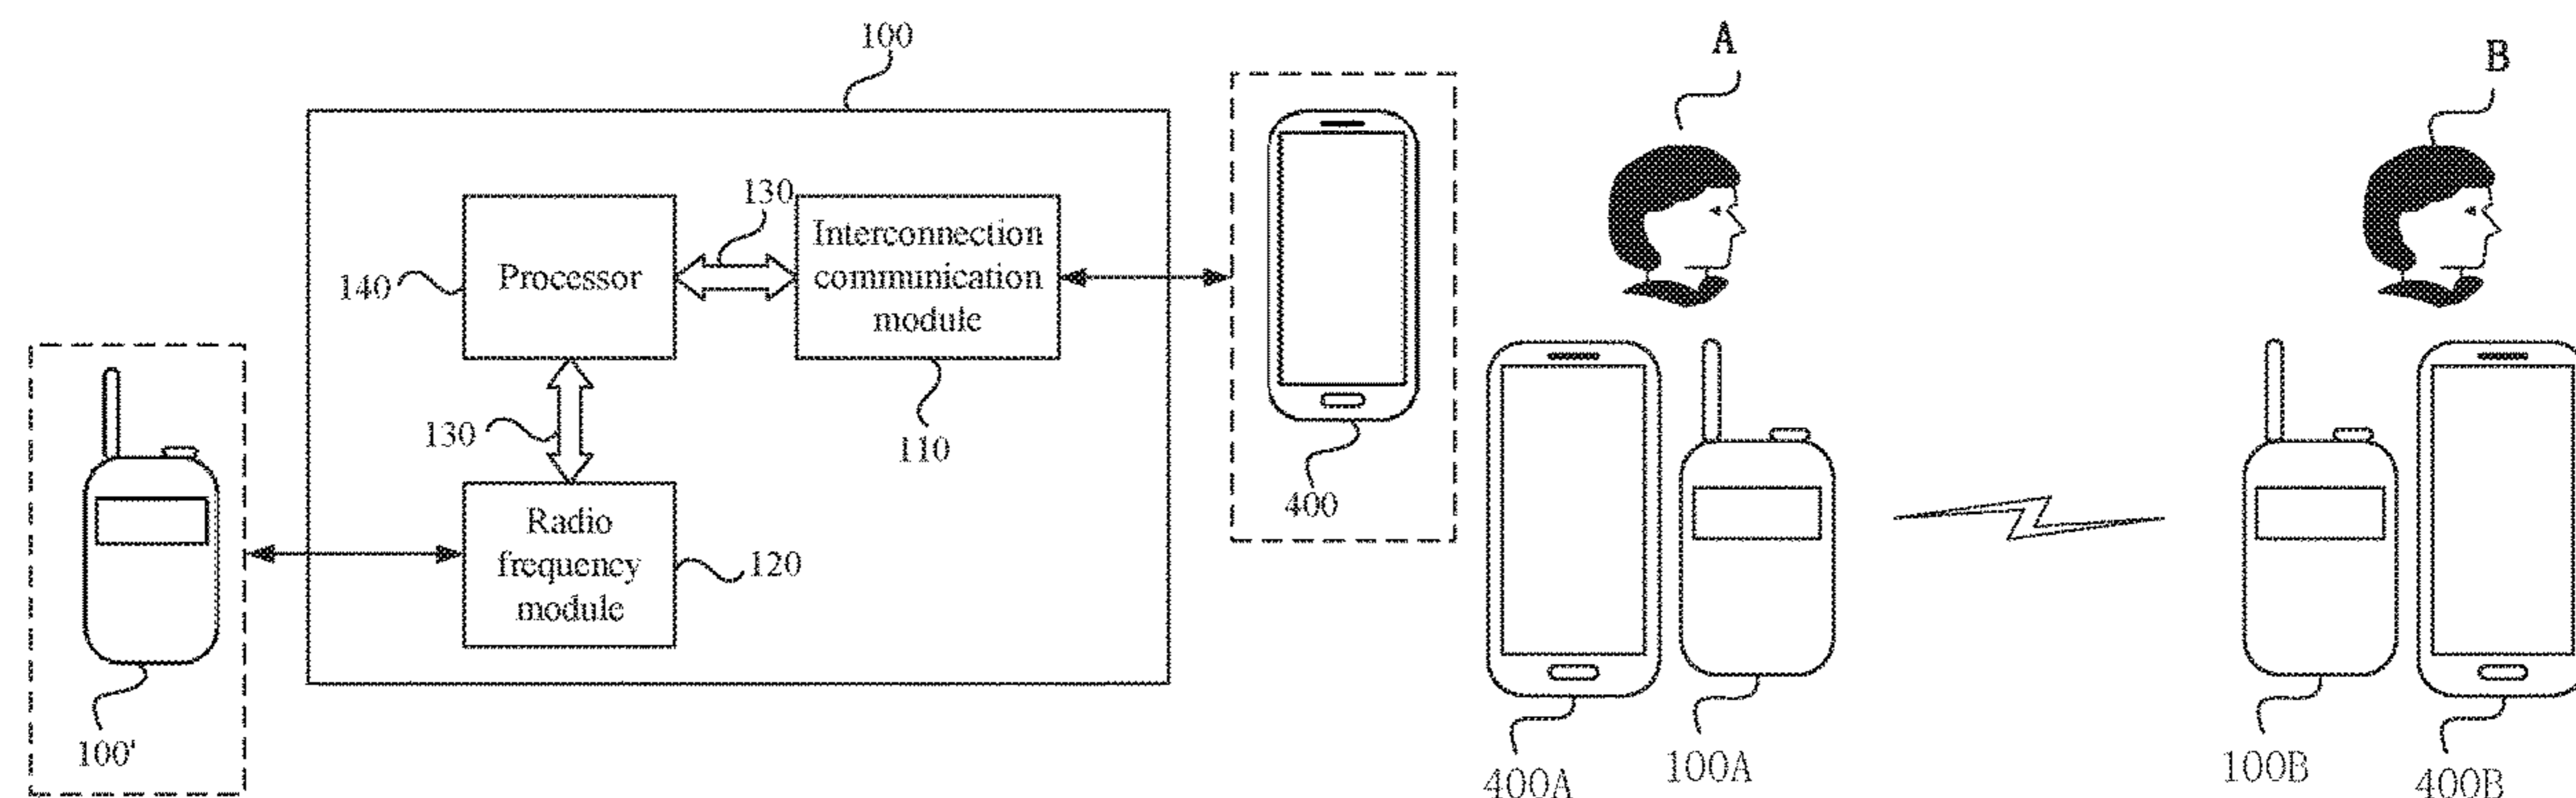 100
A
B
130
Interconnection
communication
module
Processor
140
130
110
400
Radio
frequency
module
120
100'
400A
100A
100B
400B